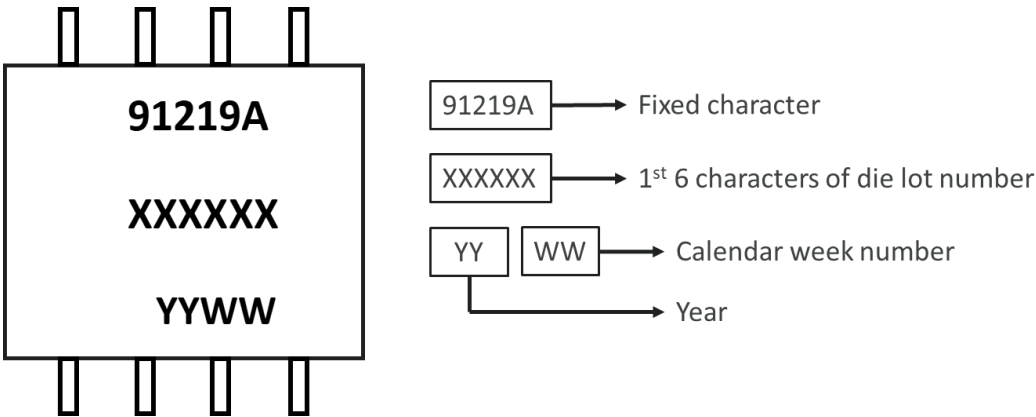 91219A
XXXXXX
YYWW
91219A Fixed character
XXXXXX 1st 6 characters of die lot number
YY WW Calendar week number
Year